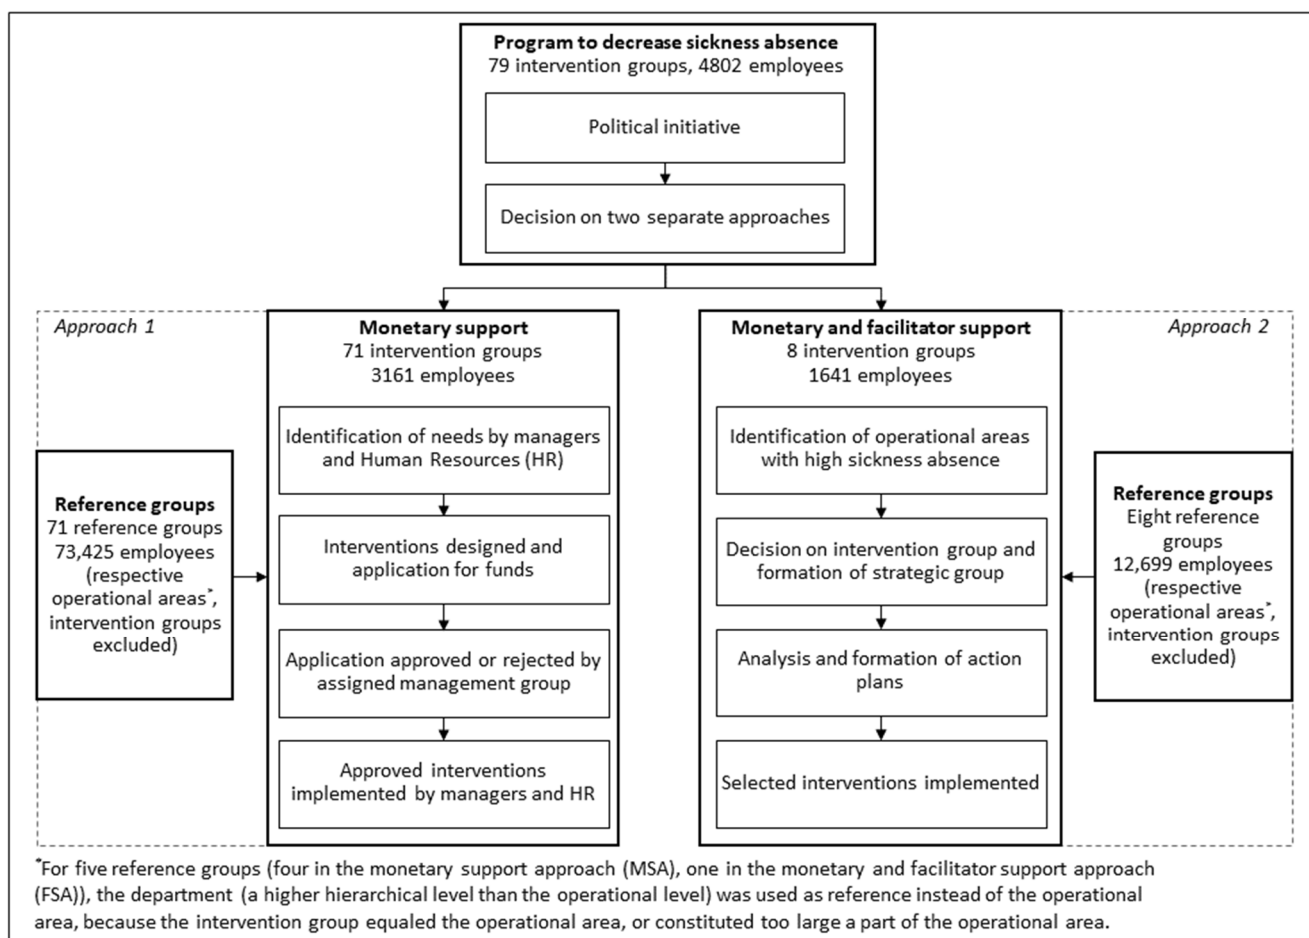 Program to decrease sickness absence
79 intervention groups, 4802 employees
Political initiative
Decision on two separate approaches
Approach 1
Monetary support
71 intervention groups
3161 employees
Identification of needs by managers
and Human Resources (HR)
Interventions designed and
application for funds
Application approved or rejected by
assigned management group
Approved interventions
implemented by managers and HR
Reference groups
71 reference groups
73,425 employees
(respective
operational areas*,
intervention groups
excluded)
Monetary and facilitator support
8 intervention groups
1641 employees
Approach 2
Identification of operational areas
with high sickness absence
Decision on intervention group and
formation of strategic group
Analysis and formation of action
plans
Selected interventions implemented
Reference groups
Eight reference
groups
12,699 employees
(respective
operational areas*,
intervention groups
excluded)
*For five reference groups (four in the monetary support approach (MSA), one in the monetary and facilitator support approach
(FSA)), the department (a higher hierarchical level than the operational level) was used as reference instead of the operational
area, because the intervention group equaled the operational area, or constituted too large a part of the operational area.